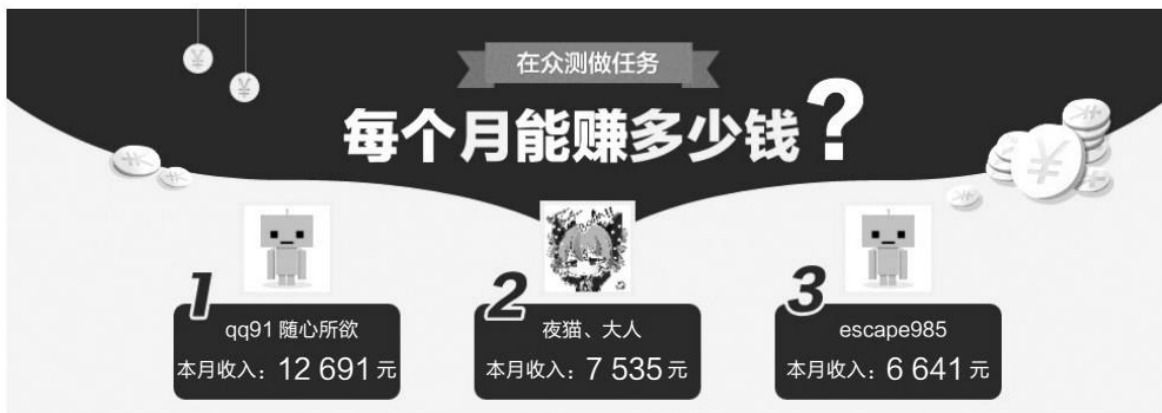 在众测做任务
每个月能赚多少钱?
1
qq91 随心所欲
本月收入:12 691 元
2
夜猫、大人
本月收入:7 535 元
3
escape985
本月收入:6 641 元